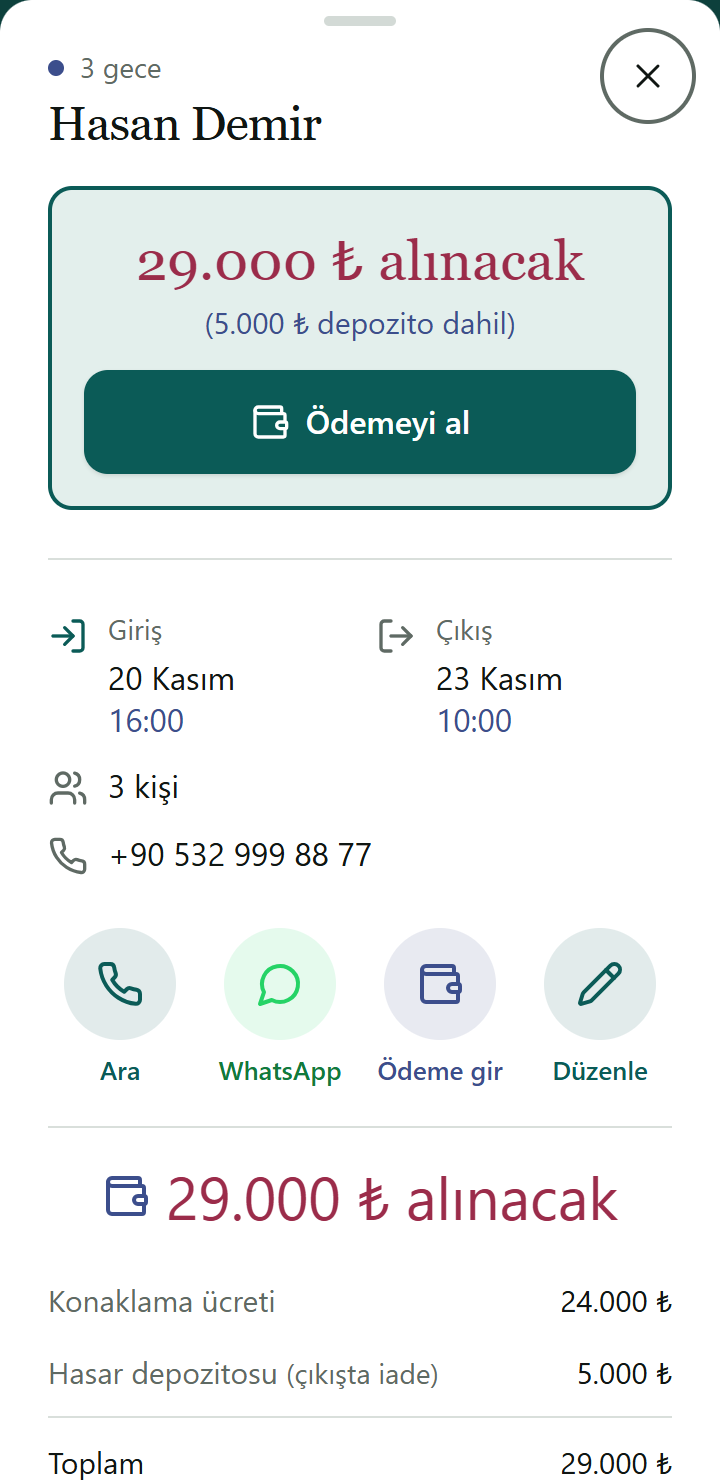 3 gece
Hasan Demir
29.000 ₺ alınacak
(5.000 ₺ depozito dahil)
Ödemeyi al
Giriş
20 Kasım
16:00
Çıkış
23 Kasım
10:00
3 kişi
+90 532 999 88 77
Ara
WhatsApp
Ödeme gir
Düzenle
29.000 ₺ alınacak
Konaklama ücreti 24.000 ₺
Hasar depozitosu (çıkışta iade) 5.000 ₺
Toplam 29.000 ₺